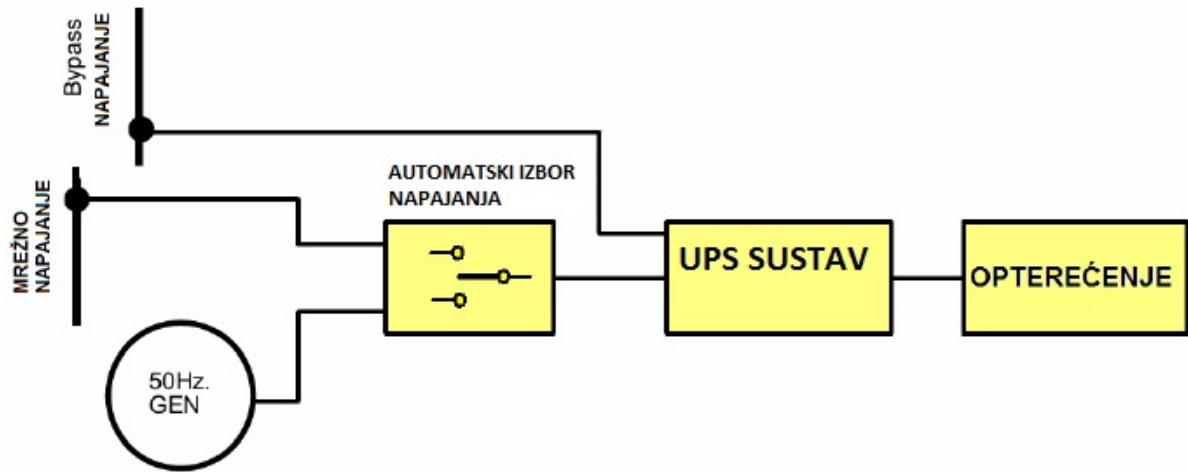 Bypass
NAPAJANJE
MREŽNO
NAPAJANJE
AUTOMATSKI IZBOR
NAPAJANJA
UPS SUSTAV
OPTEREĆENJE
50Hz.
GEN